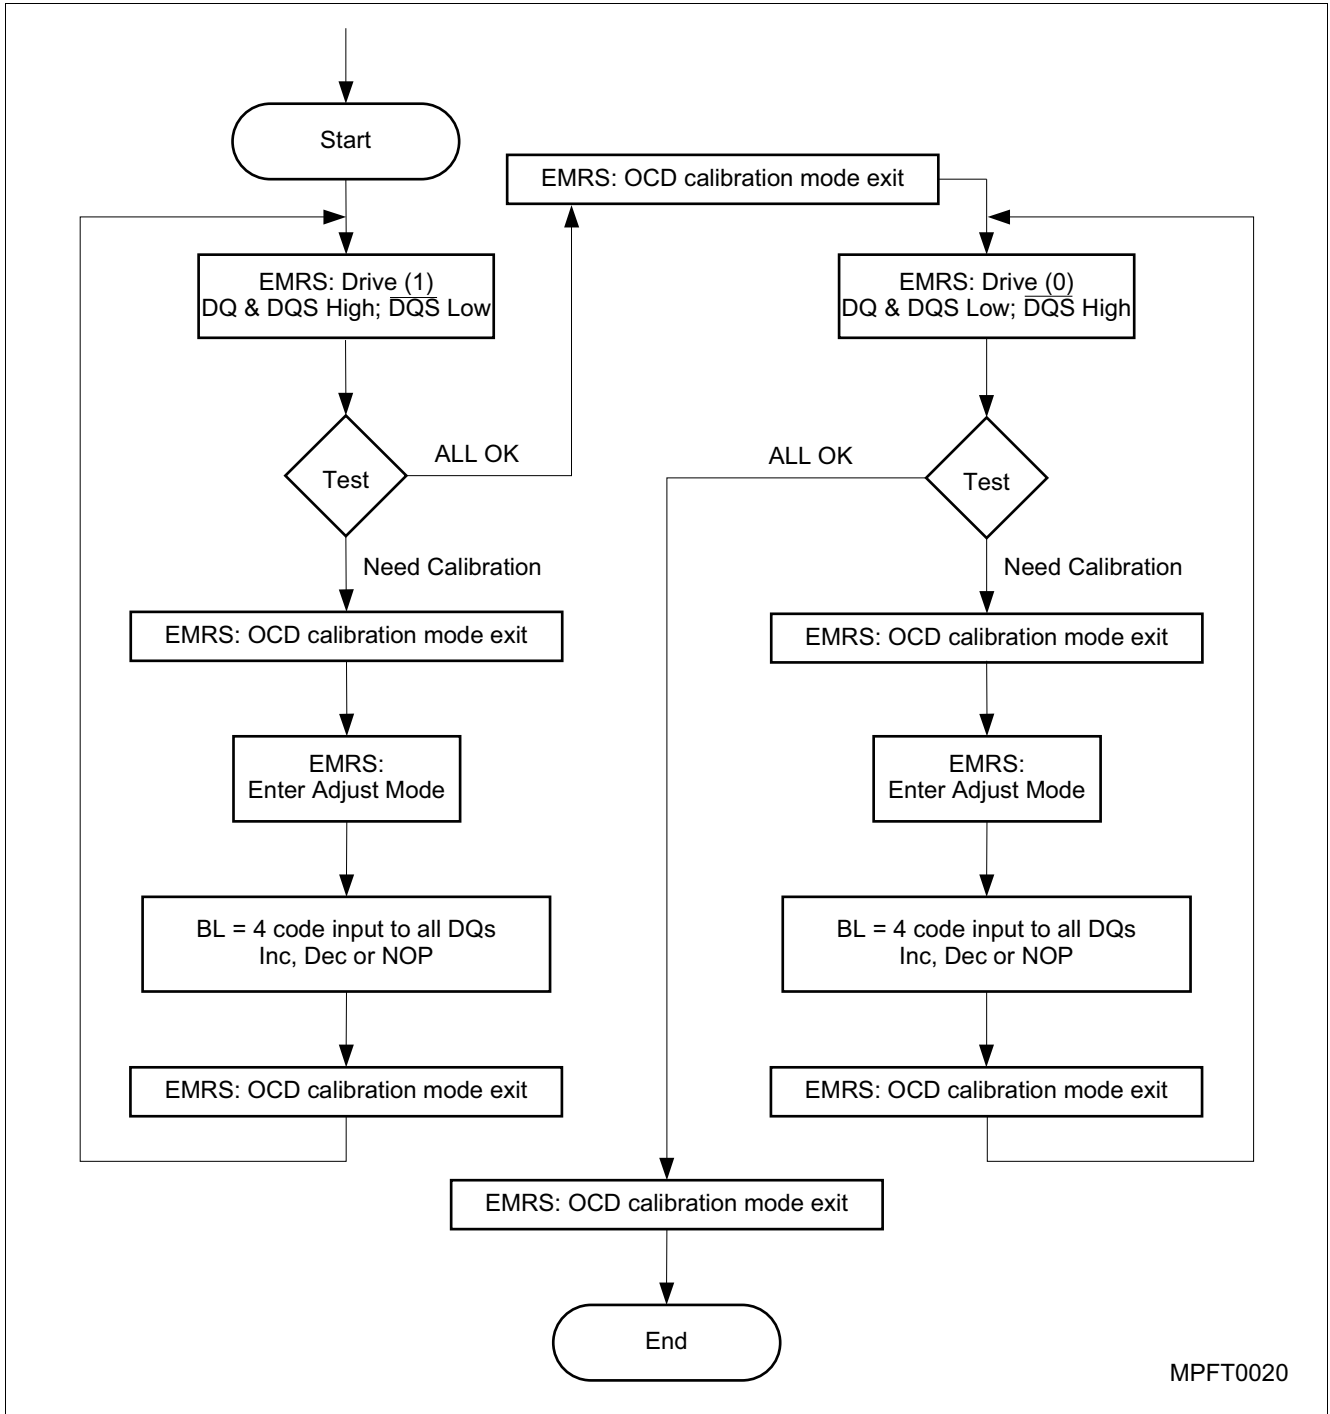 Start
EMRS: Drive (1)
DQ & DQS High; D̅Q̅S̅ Low
Test
ALL OK
Need Calibration
EMRS: OCD calibration mode exit
EMRS:
Enter Adjust Mode
BL = 4 code input to all DQs
Inc, Dec or NOP
EMRS: OCD calibration mode exit
EMRS: OCD calibration mode exit
EMRS: Drive (0)
DQ & DQS Low; D̅Q̅S̅ High
Test
ALL OK
Need Calibration
EMRS: OCD calibration mode exit
EMRS:
Enter Adjust Mode
BL = 4 code input to all DQs
Inc, Dec or NOP
EMRS: OCD calibration mode exit
EMRS: OCD calibration mode exit
End
MPFT0020